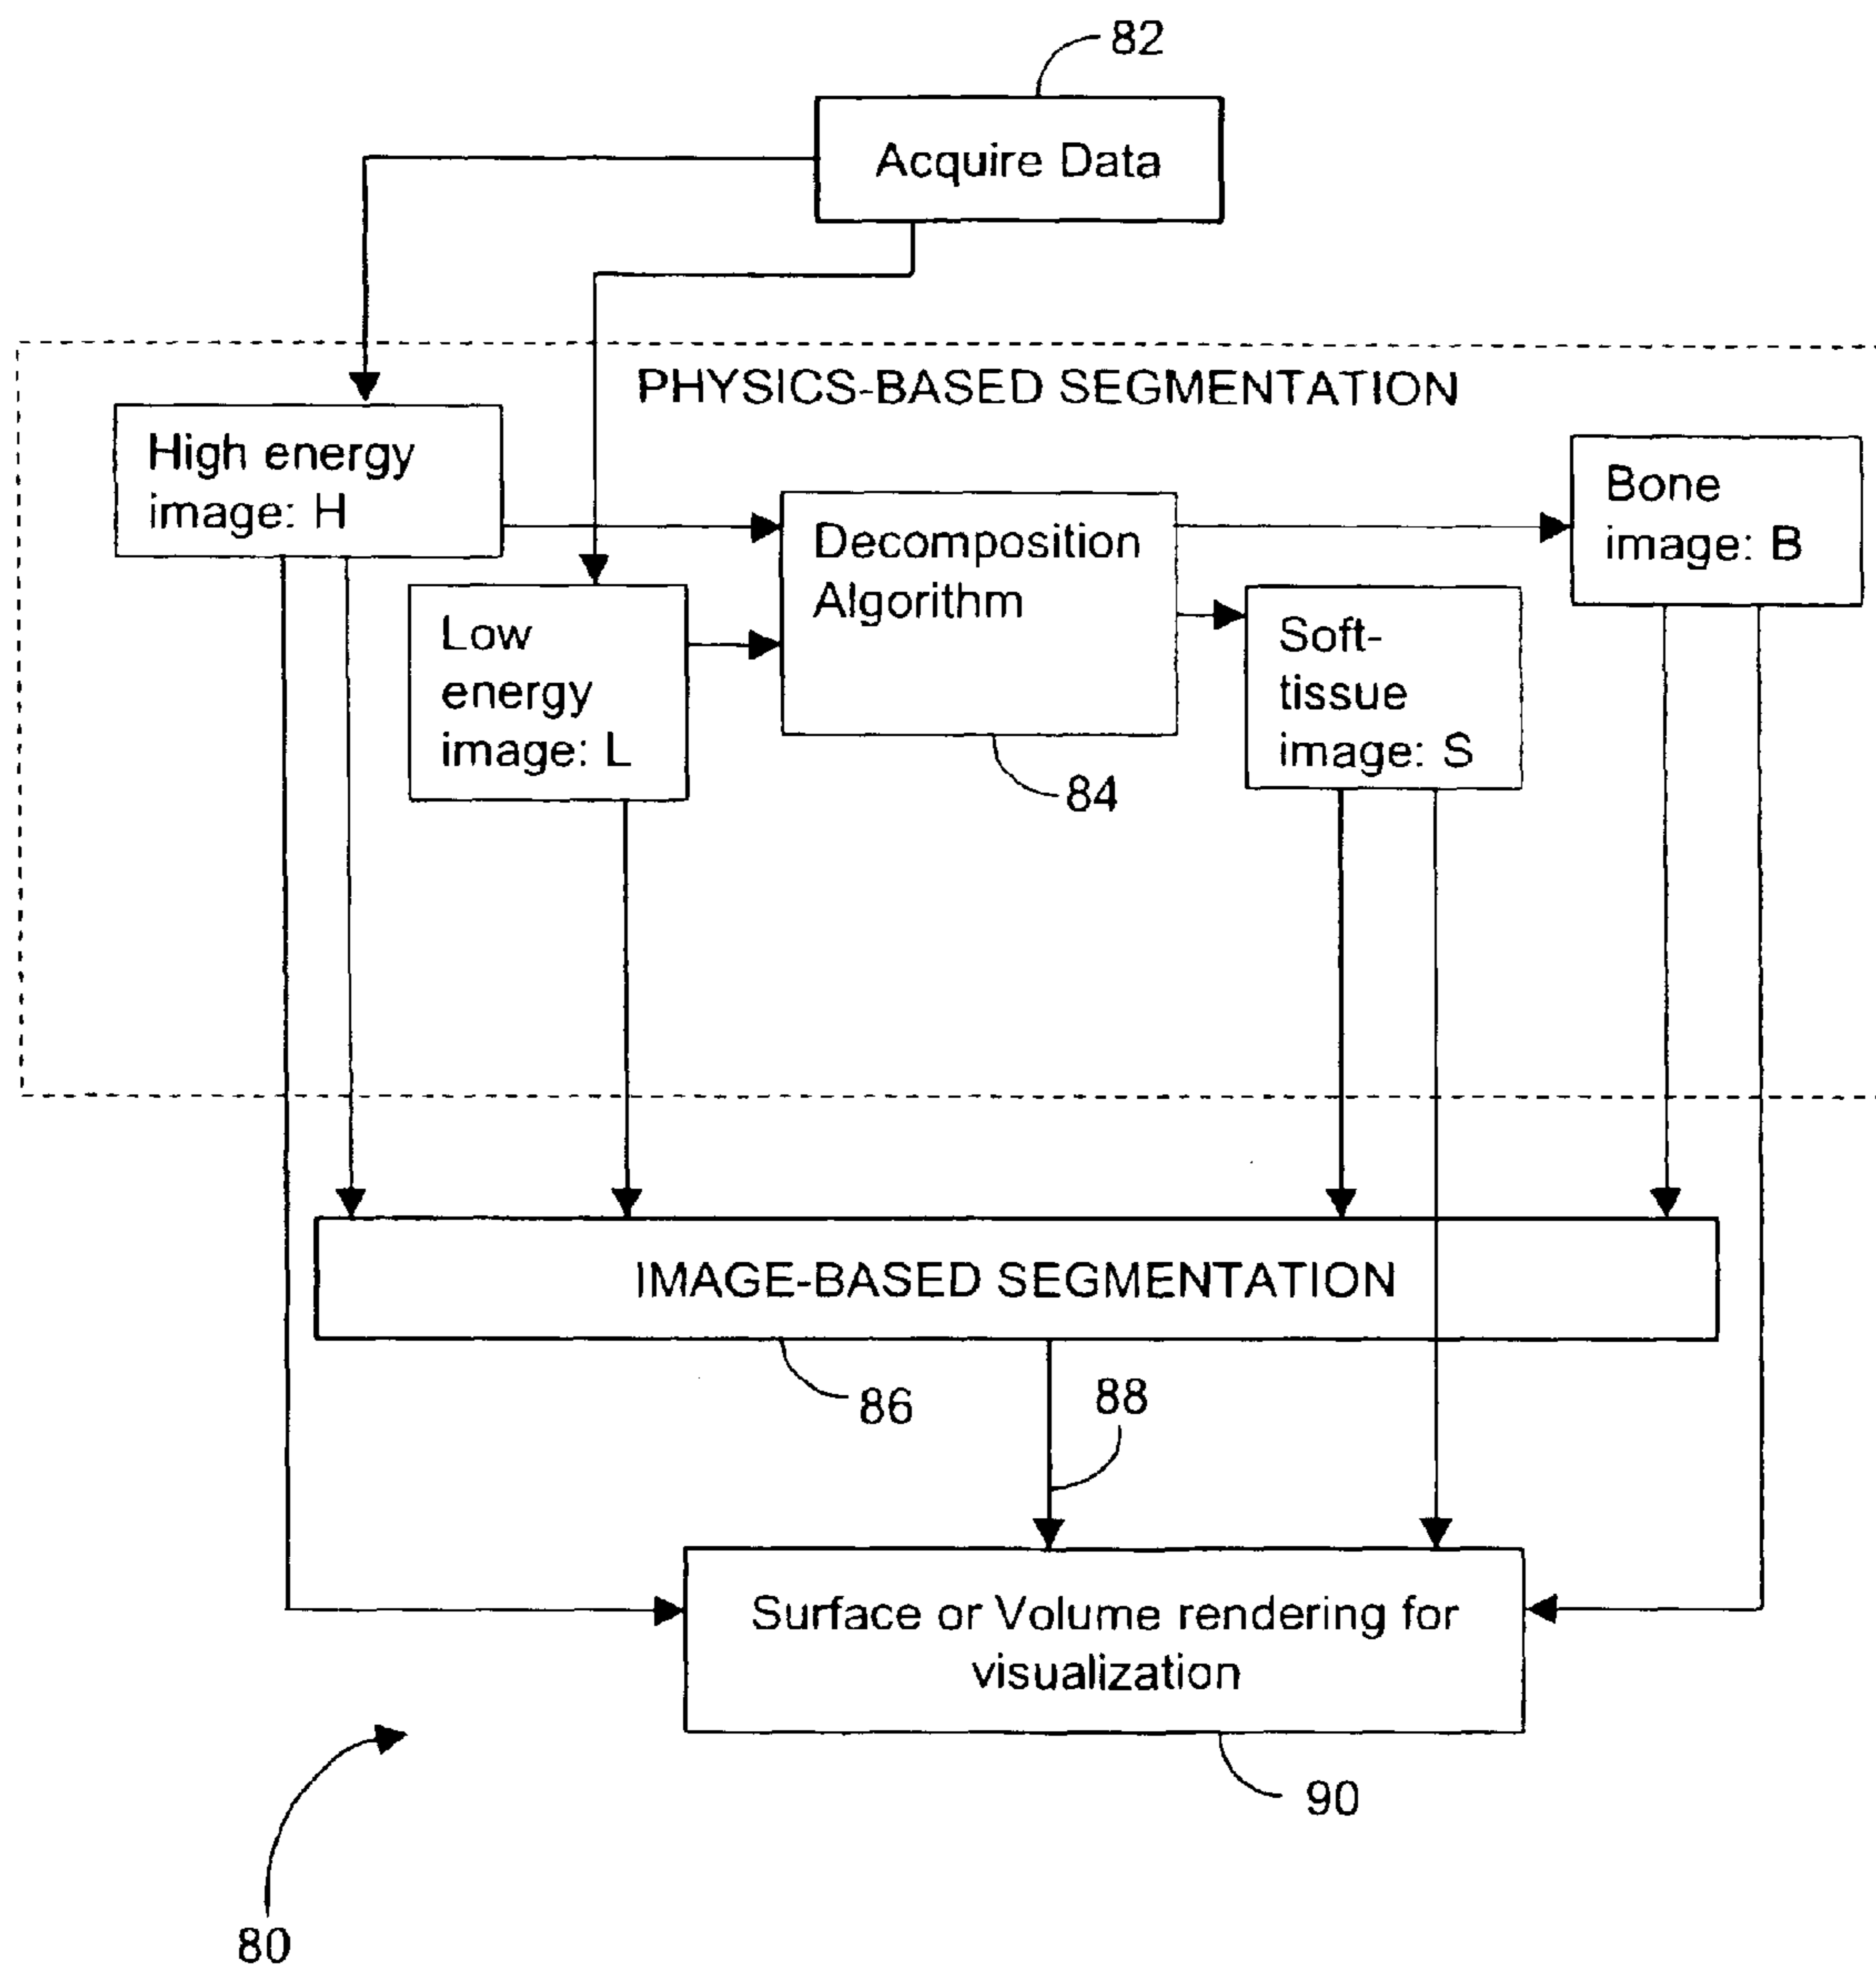 82
Acquire Data
PHYSICS-BASED SEGMENTATION
High energy
image: H
Low
energy
image: L
Decomposition
Algorithm
84
Soft-
tissue
image: S
Bone
image: B
IMAGE-BASED SEGMENTATION
86
88
Surface or Volume rendering for
visualization
90
80